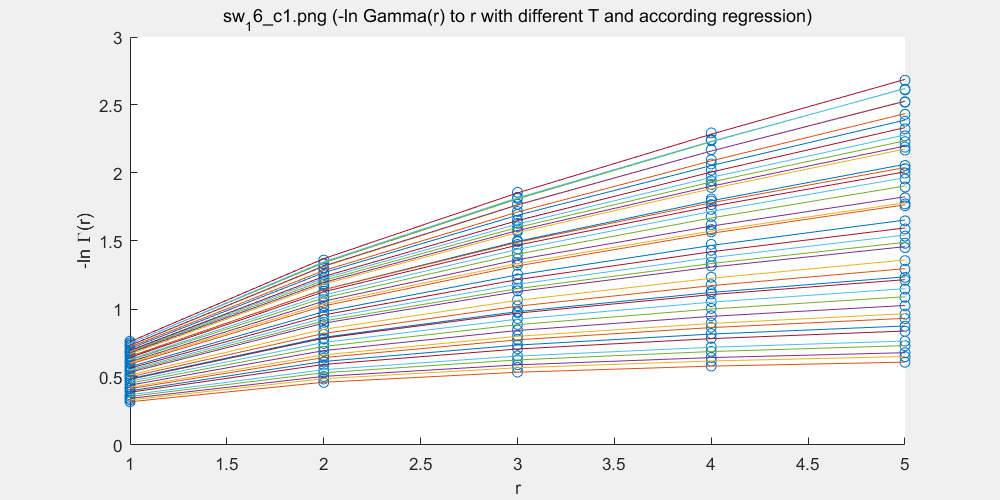 sw₁6_c1.png (-ln Gamma(r) to r with different T and according regression)
3
2.5
2
1.5
1
0.5
0
-ln Γ(r)
1 1.5 2 2.5 3 3.5 4 4.5 5
r